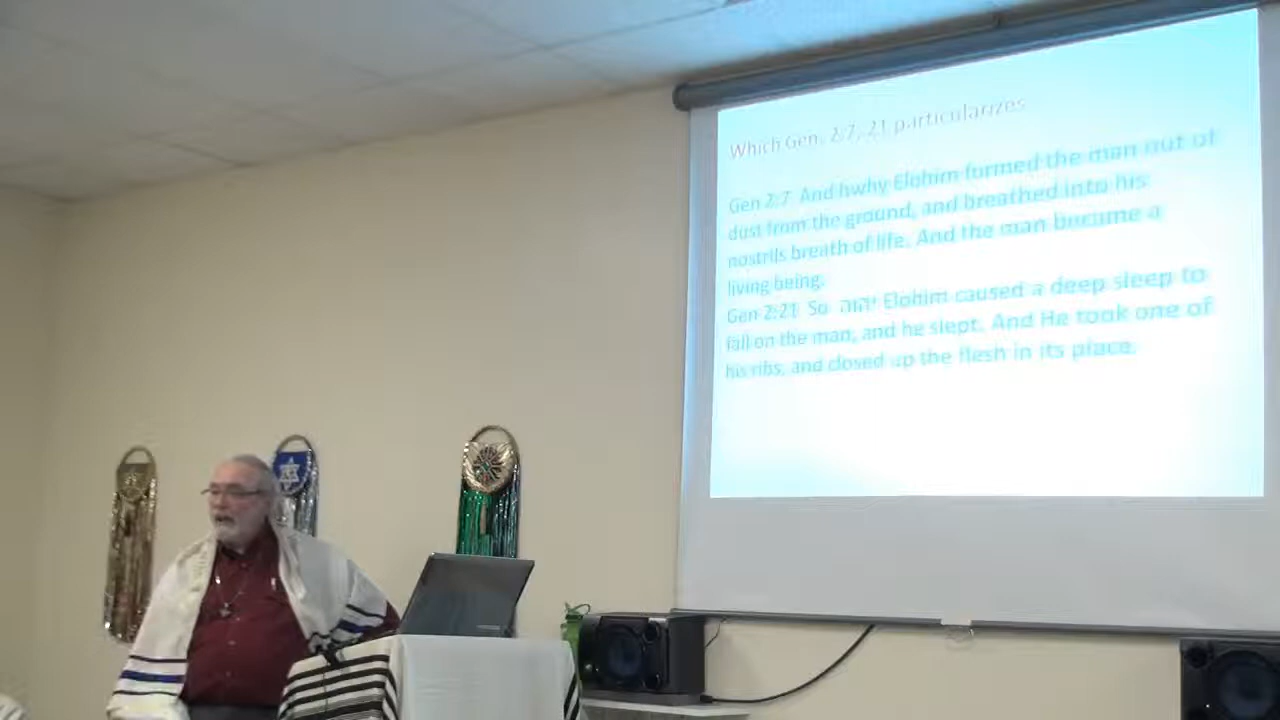 Which Gen. 2:7, 21 particularizes
Gen 2:7 And hwhy Elohim formed the man out of
dust from the ground, and breathed into his
nostrils breath of life. And the man became a
living being.
Gen 2:21 So יהוה Elohim caused a deep sleep to
fall on the man, and he slept. And He took one of
his ribs, and closed up the flesh in its place.